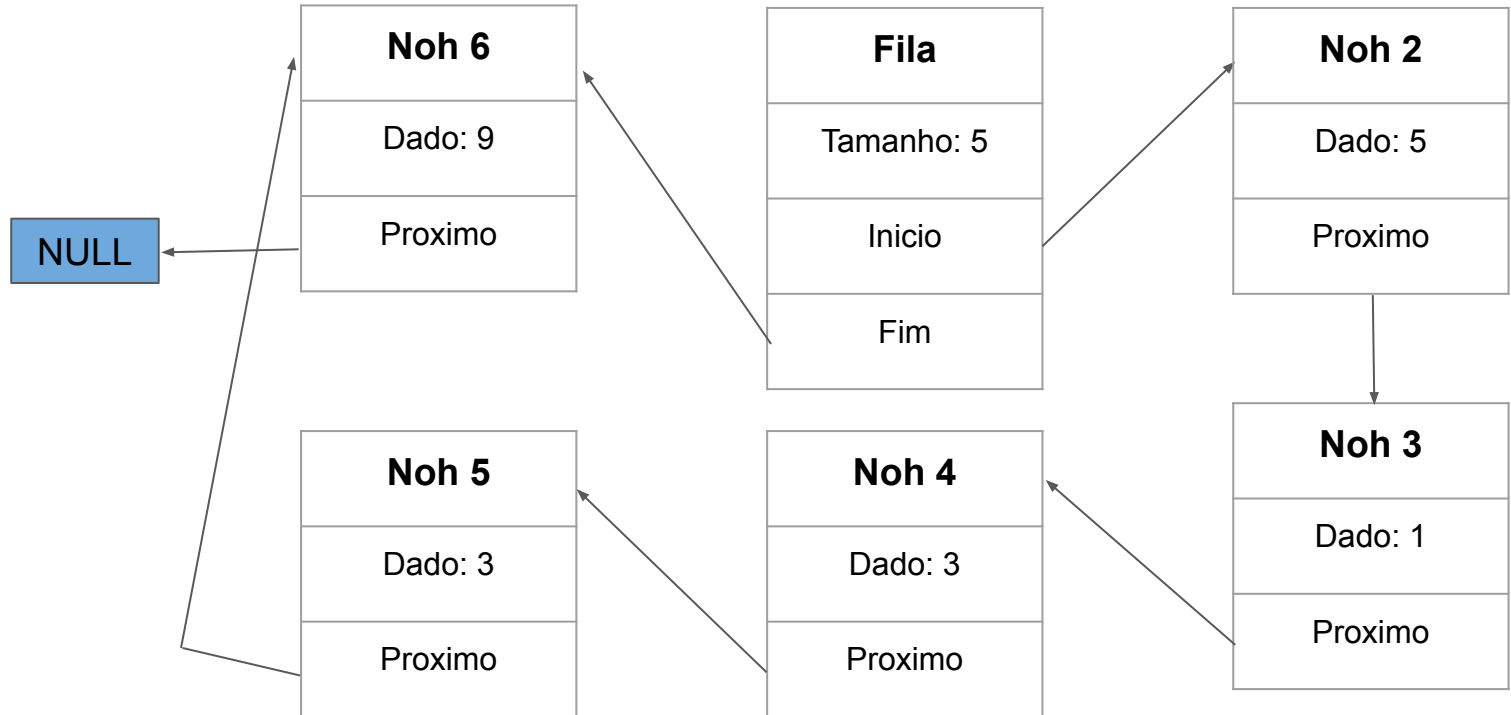 Noh 6
Dado: 9
Proximo
NULL
Fila
Tamanho: 5
Inicio
Fim
Noh 2
Dado: 5
Proximo
Noh 5
Dado: 3
Proximo
Noh 4
Dado: 3
Proximo
Noh 3
Dado: 1
Proximo